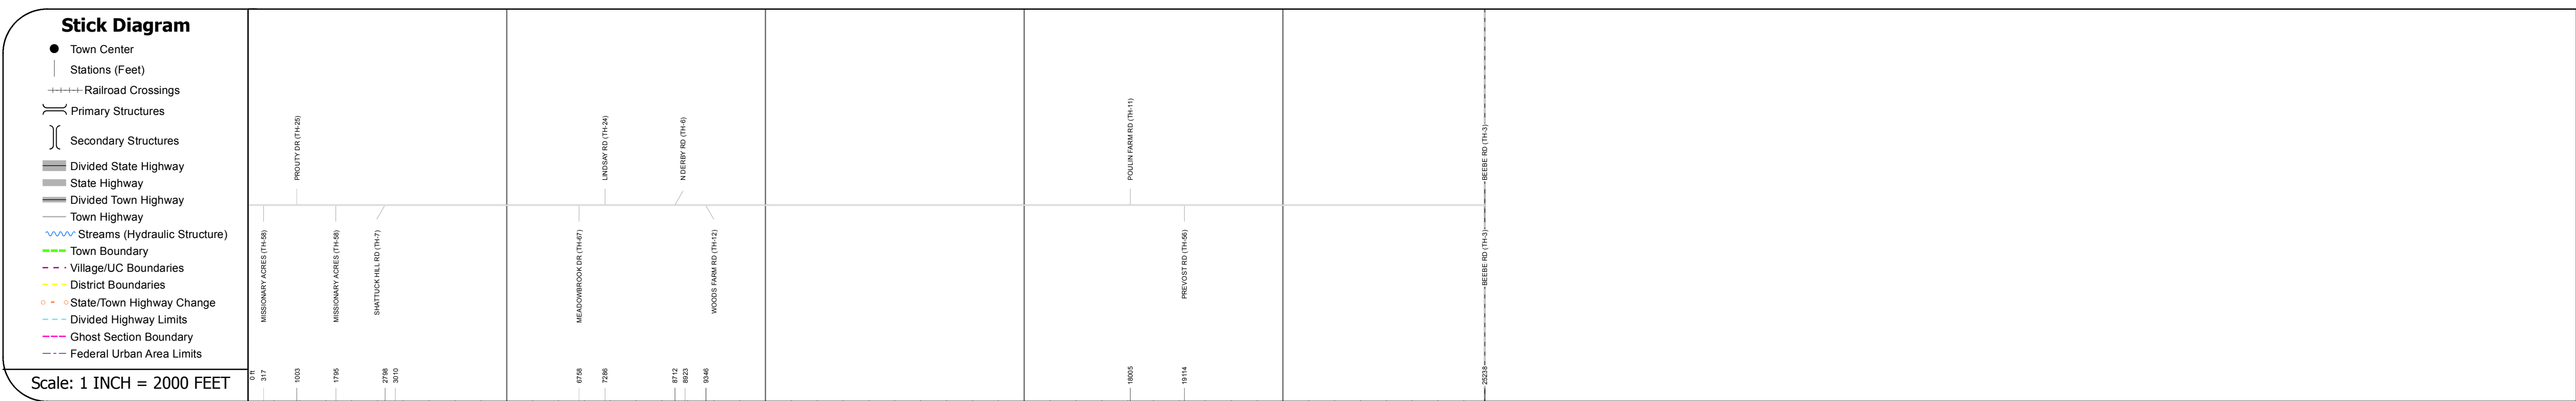 Stick Diagram
Town Center
Stations (Feet)
Railroad Crossings
Primary Structures
Secondary Structures
Divided State Highway
State Highway
Divided Town Highway
Town Highway
Streams (Hydraulic Structure)
Town Boundary
Village/UC Boundaries
District Boundaries
State/Town Highway Change
Divided Highway Limits
Ghost Section Boundary
Federal Urban Area Limits
Scale: 1 INCH = 2000 FEET
PROUTY DR (TH-25)
LINDSAY RD (TH-24)
N DERBY RD (TH-6)
POULIN FARM RD (TH-11)
BEEBE RD (TH-3)
MISSIONARY ACRES (TH-58)
MISSIONARY ACRES (TH-58)
SHATTUCK HILL RD (TH-7)
MEADOWBROOK DR (TH-67)
WOODS FARM RD (TH-12)
PREVOST RD (TH-56)
BEEBE RD (TH-3)
0 ft
317
1003
1795
2798
3010
6758
7286
8712
8923
9346
18005
19114
25238